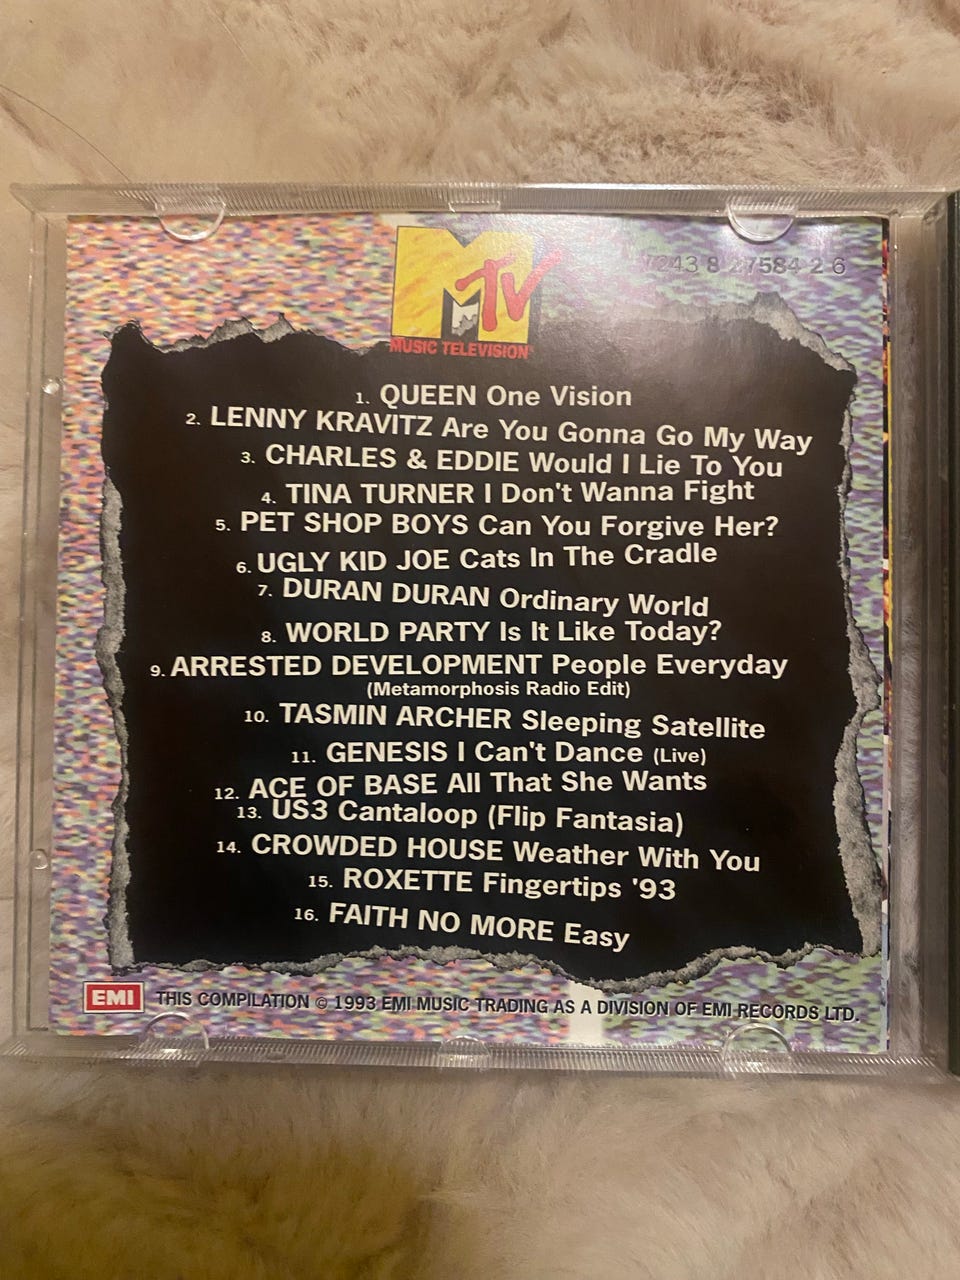 MTV
MUSIC TELEVISION®
7243 8 27584 2 6
1. QUEEN One Vision
2. LENNY KRAVITZ Are You Gonna Go My Way
3. CHARLES & EDDIE Would I Lie To You
4. TINA TURNER I Don't Wanna Fight
5. PET SHOP BOYS Can You Forgive Her?
6. UGLY KID JOE Cats In The Cradle
7. DURAN DURAN Ordinary World
8. WORLD PARTY Is It Like Today?
9. ARRESTED DEVELOPMENT People Everyday
(Metamorphosis Radio Edit)
10. TASMIN ARCHER Sleeping Satellite
11. GENESIS I Can't Dance (Live)
12. ACE OF BASE All That She Wants
13. US3 Cantaloop (Flip Fantasia)
14. CROWDED HOUSE Weather With You
15. ROXETTE Fingertips '93
16. FAITH NO MORE Easy
EMI THIS COMPILATION © 1993 EMI MUSIC TRADING AS A DIVISION OF EMI RECORDS LTD.